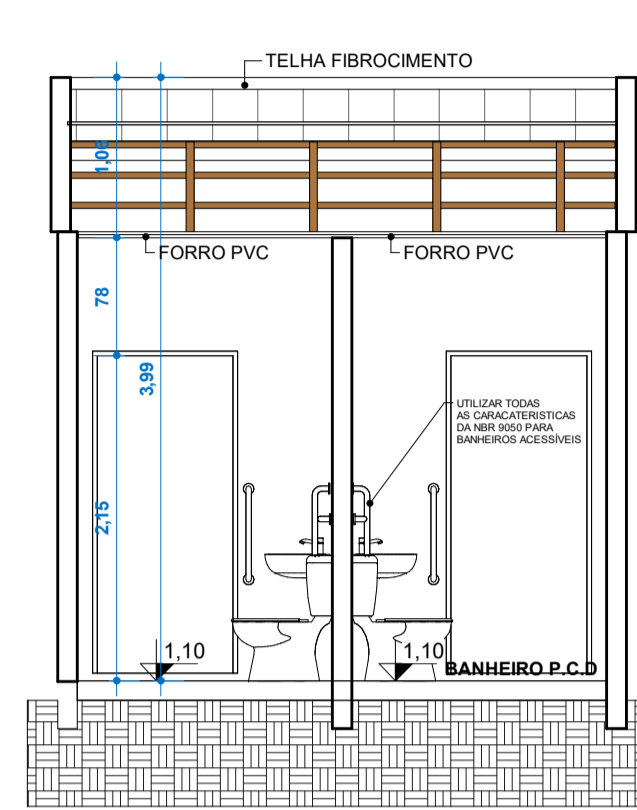 TELHA FIBROCIMENTO
1,06
FORRO PVC
FORRO PVC
78
3,99
UTILIZAR TODAS
AS CARACATERISTICAS
DA NBR 9050 PARA
BANHEIROS ACESSÍVEIS
2,15
1,10
1,10
BANHEIRO P.C.D